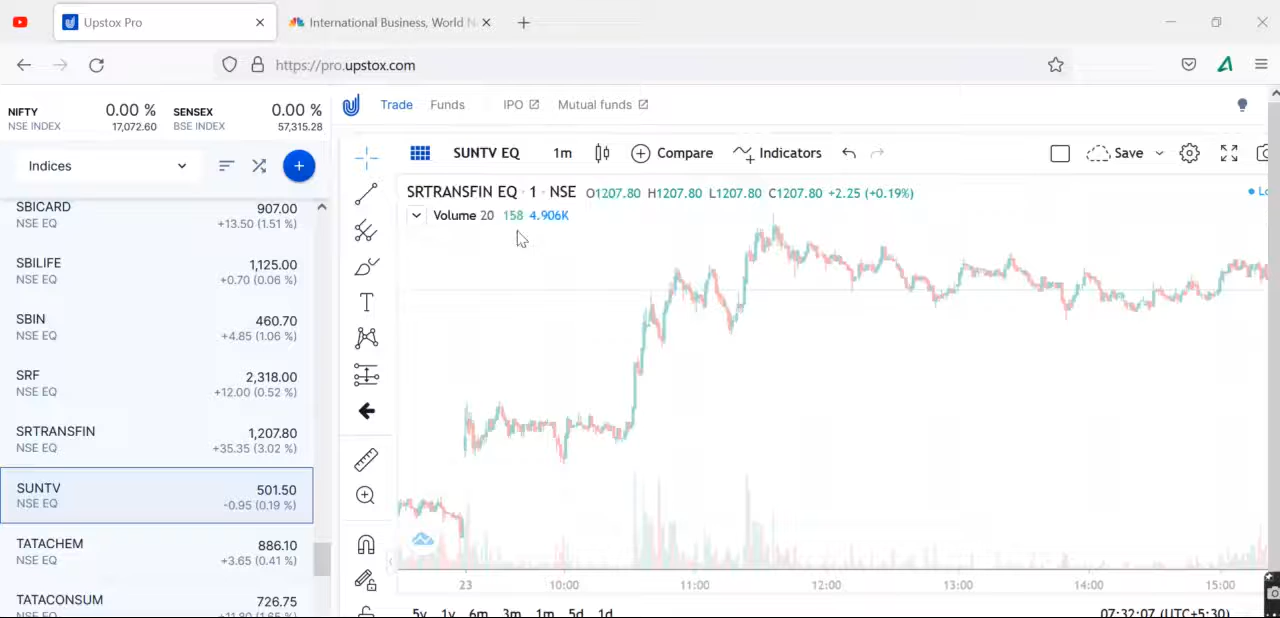 Upstox Pro
International Business, World N
https://pro.upstox.com
NIFTY 0.00 % SENSEX 0.00 %
NSE INDEX 17,072.60 BSE INDEX 57,315.28
Trade Funds IPO Mutual funds
Indices
SUNTV EQ 1m Compare Indicators Save
SRTRANSFIN EQ · 1 · NSE O1207.80 H1207.80 L1207.80 C1207.80 +2.25 (+0.19%)
Lo
Volume 20 158 4.906K
SBICARD 907.00
NSE EQ +13.50 (1.51 %)
SBILIFE 1,125.00
NSE EQ +0.70 (0.06 %)
SBIN 460.70
NSE EQ +4.85 (1.06 %)
SRF 2,318.00
NSE EQ +12.00 (0.52 %)
SRTRANSFIN 1,207.80
NSE EQ +35.35 (3.02 %)
SUNTV 501.50
NSE EQ -0.95 (0.19 %)
TATACHEM 886.10
NSE EQ +3.65 (0.41 %)
TATACONSUM 726.75
NSE EQ +11.80 (1.65 %)
23 10:00 11:00 12:00 13:00 14:00 15:00
5y 1y 6m 3m 1m 5d 1d 07:32:07 (UTC+5:30)